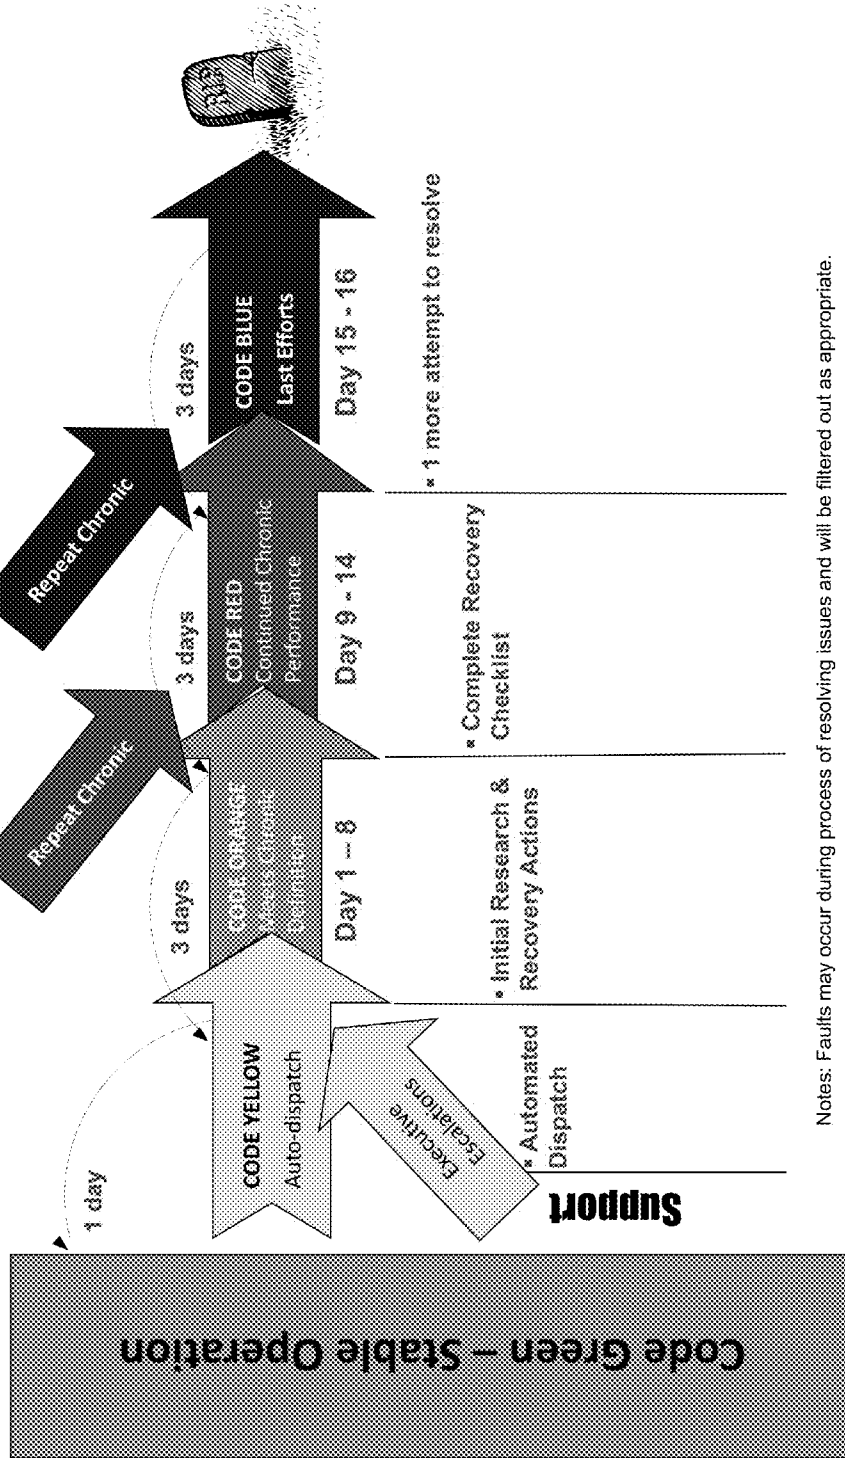 Code Green – Stable Operation
1 day
3 days
3 days
3 days
CODE YELLOW
Auto-dispatch
CODE ORANGE
Meets Chronic
Definition
CODE RED
Continued Chronic
Performance
CODE BLUE
Last Efforts
RIP
Repeat Chronic
Repeat Chronic
Executive
Escalations
Day 1 – 8
Day 9 - 14
Day 15 - 16
Support
▪ Automated
Dispatch
▪ Initial Research &
Recovery Actions
▪ Complete Recovery
Checklist
▪ 1 more attempt to resolve
Notes: Faults may occur during process of resolving issues and will be filtered out as appropriate.